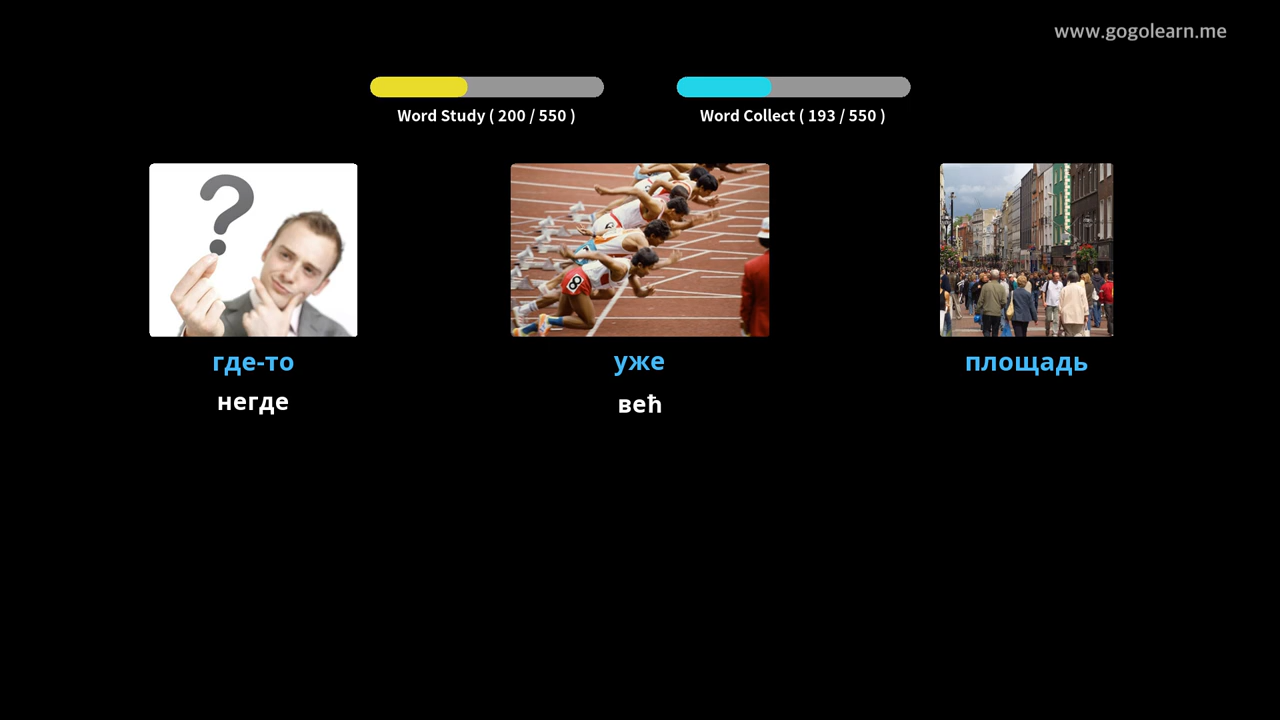 www.gogolearn.me
Word Study ( 200 / 550 )
Word Collect ( 193 / 550 )
где-то
уже
площадь
негде
већ